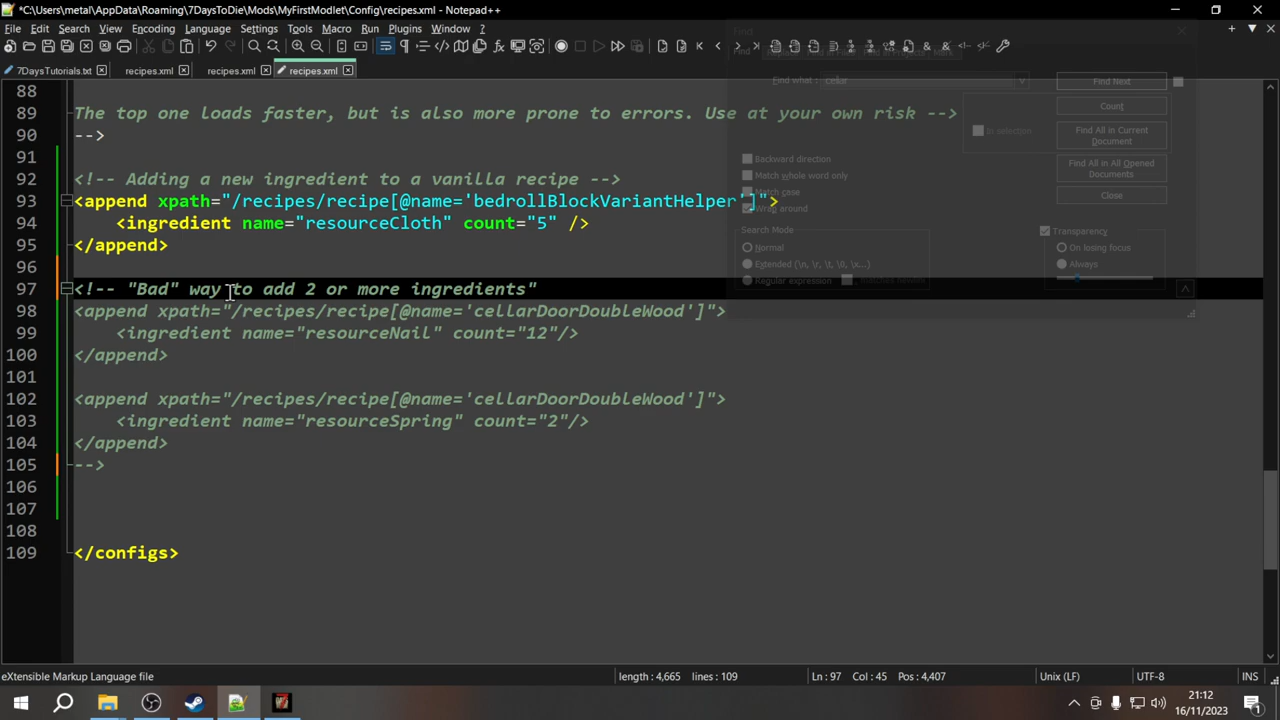 *C:\Users\metal\AppData\Roaming\7DaysToDie\Mods\MyFirstModlet\Config\recipes.xml - Notepad++
File Edit Search View Encoding Language Settings Tools Macro Run Plugins Window ?
7DaysTutorials.txt recipes.xml recipes.xml recipes.xml
Find
Find what : cellar
Find Next
Count
In selection
Find All in Current Document
Find All in All Opened Documents
Close
Backward direction
Match whole word only
Match case
Wrap around
Search Mode
Normal
Extended (\n, \r, \t, \0, \x...)
Regular expression
. matches newline
Transparency
On losing focus
Always
88
89 The top one loads faster, but is also more prone to errors. Use at your own risk -->
90 -->
91
92 <!-- Adding a new ingredient to a vanilla recipe -->
93 <append xpath="/recipes/recipe[@name='bedrollBlockVariantHelper']">
94 <ingredient name="resourceCloth" count="5" />
95 </append>
96
97 <!-- "Bad" way to add 2 or more ingredients"
98 <append xpath="/recipes/recipe[@name='cellarDoorDoubleWood']">
99 <ingredient name="resourceNail" count="12"/>
100 </append>
101
102 <append xpath="/recipes/recipe[@name='cellarDoorDoubleWood']">
103 <ingredient name="resourceSpring" count="2"/>
104 </append>
105 -->
106
107
108
109 </configs>
eXtensible Markup Language file length : 4,665 lines : 109 Ln : 97 Col : 45 Pos : 4,407 Unix (LF) UTF-8 INS
21:12
16/11/2023